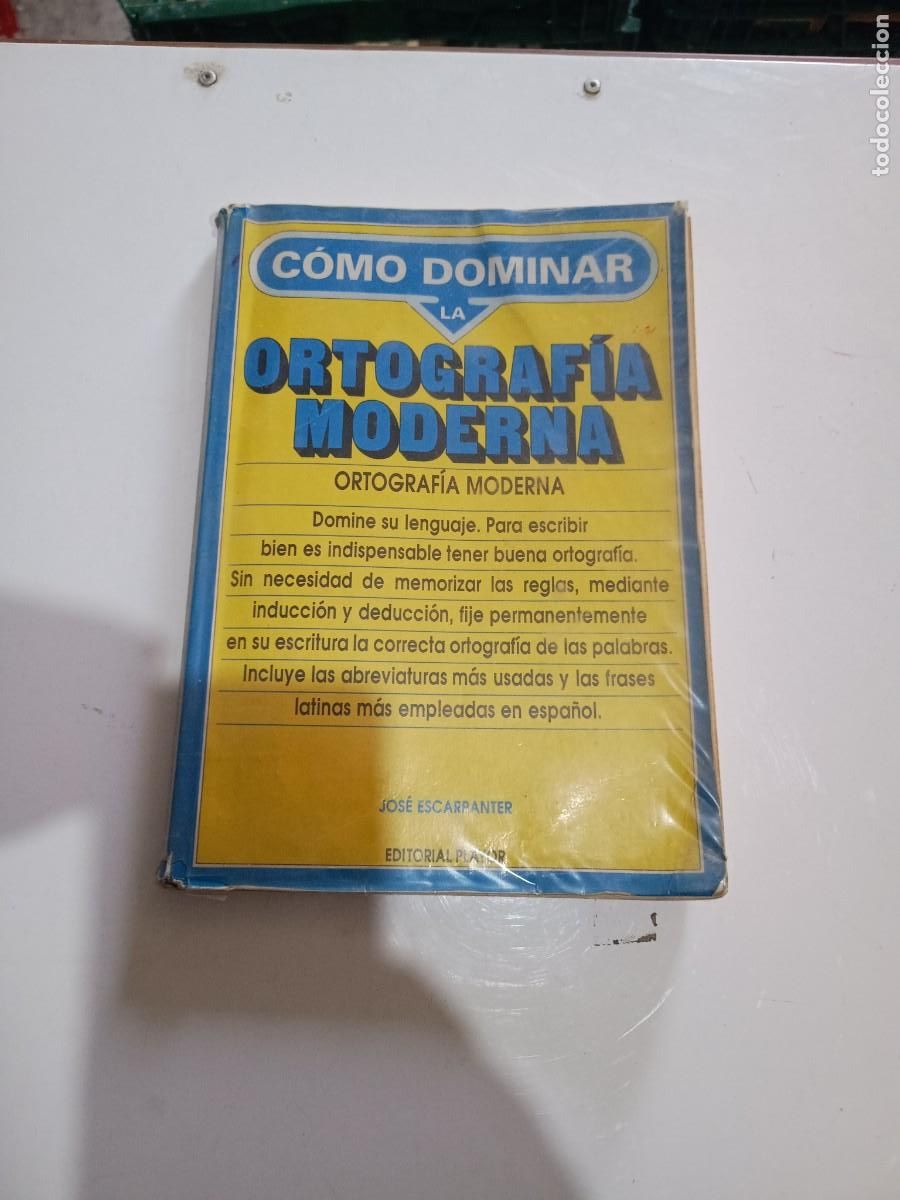 todocoleccion
CÓMO DOMINAR
LA
ORTOGRAFÍA
MODERNA
ORTOGRAFÍA MODERNA
Domine su lenguaje. Para escribir
bien es indispensable tener buena ortografía.
Sin necesidad de memorizar las reglas, mediante
inducción y deducción, fije permanentemente
en su escritura la correcta ortografía de las palabras.
Incluye las abreviaturas más usadas y las frases
latinas más empleadas en español.
JOSÉ ESCARPANTER
EDITORIAL PLAYOR